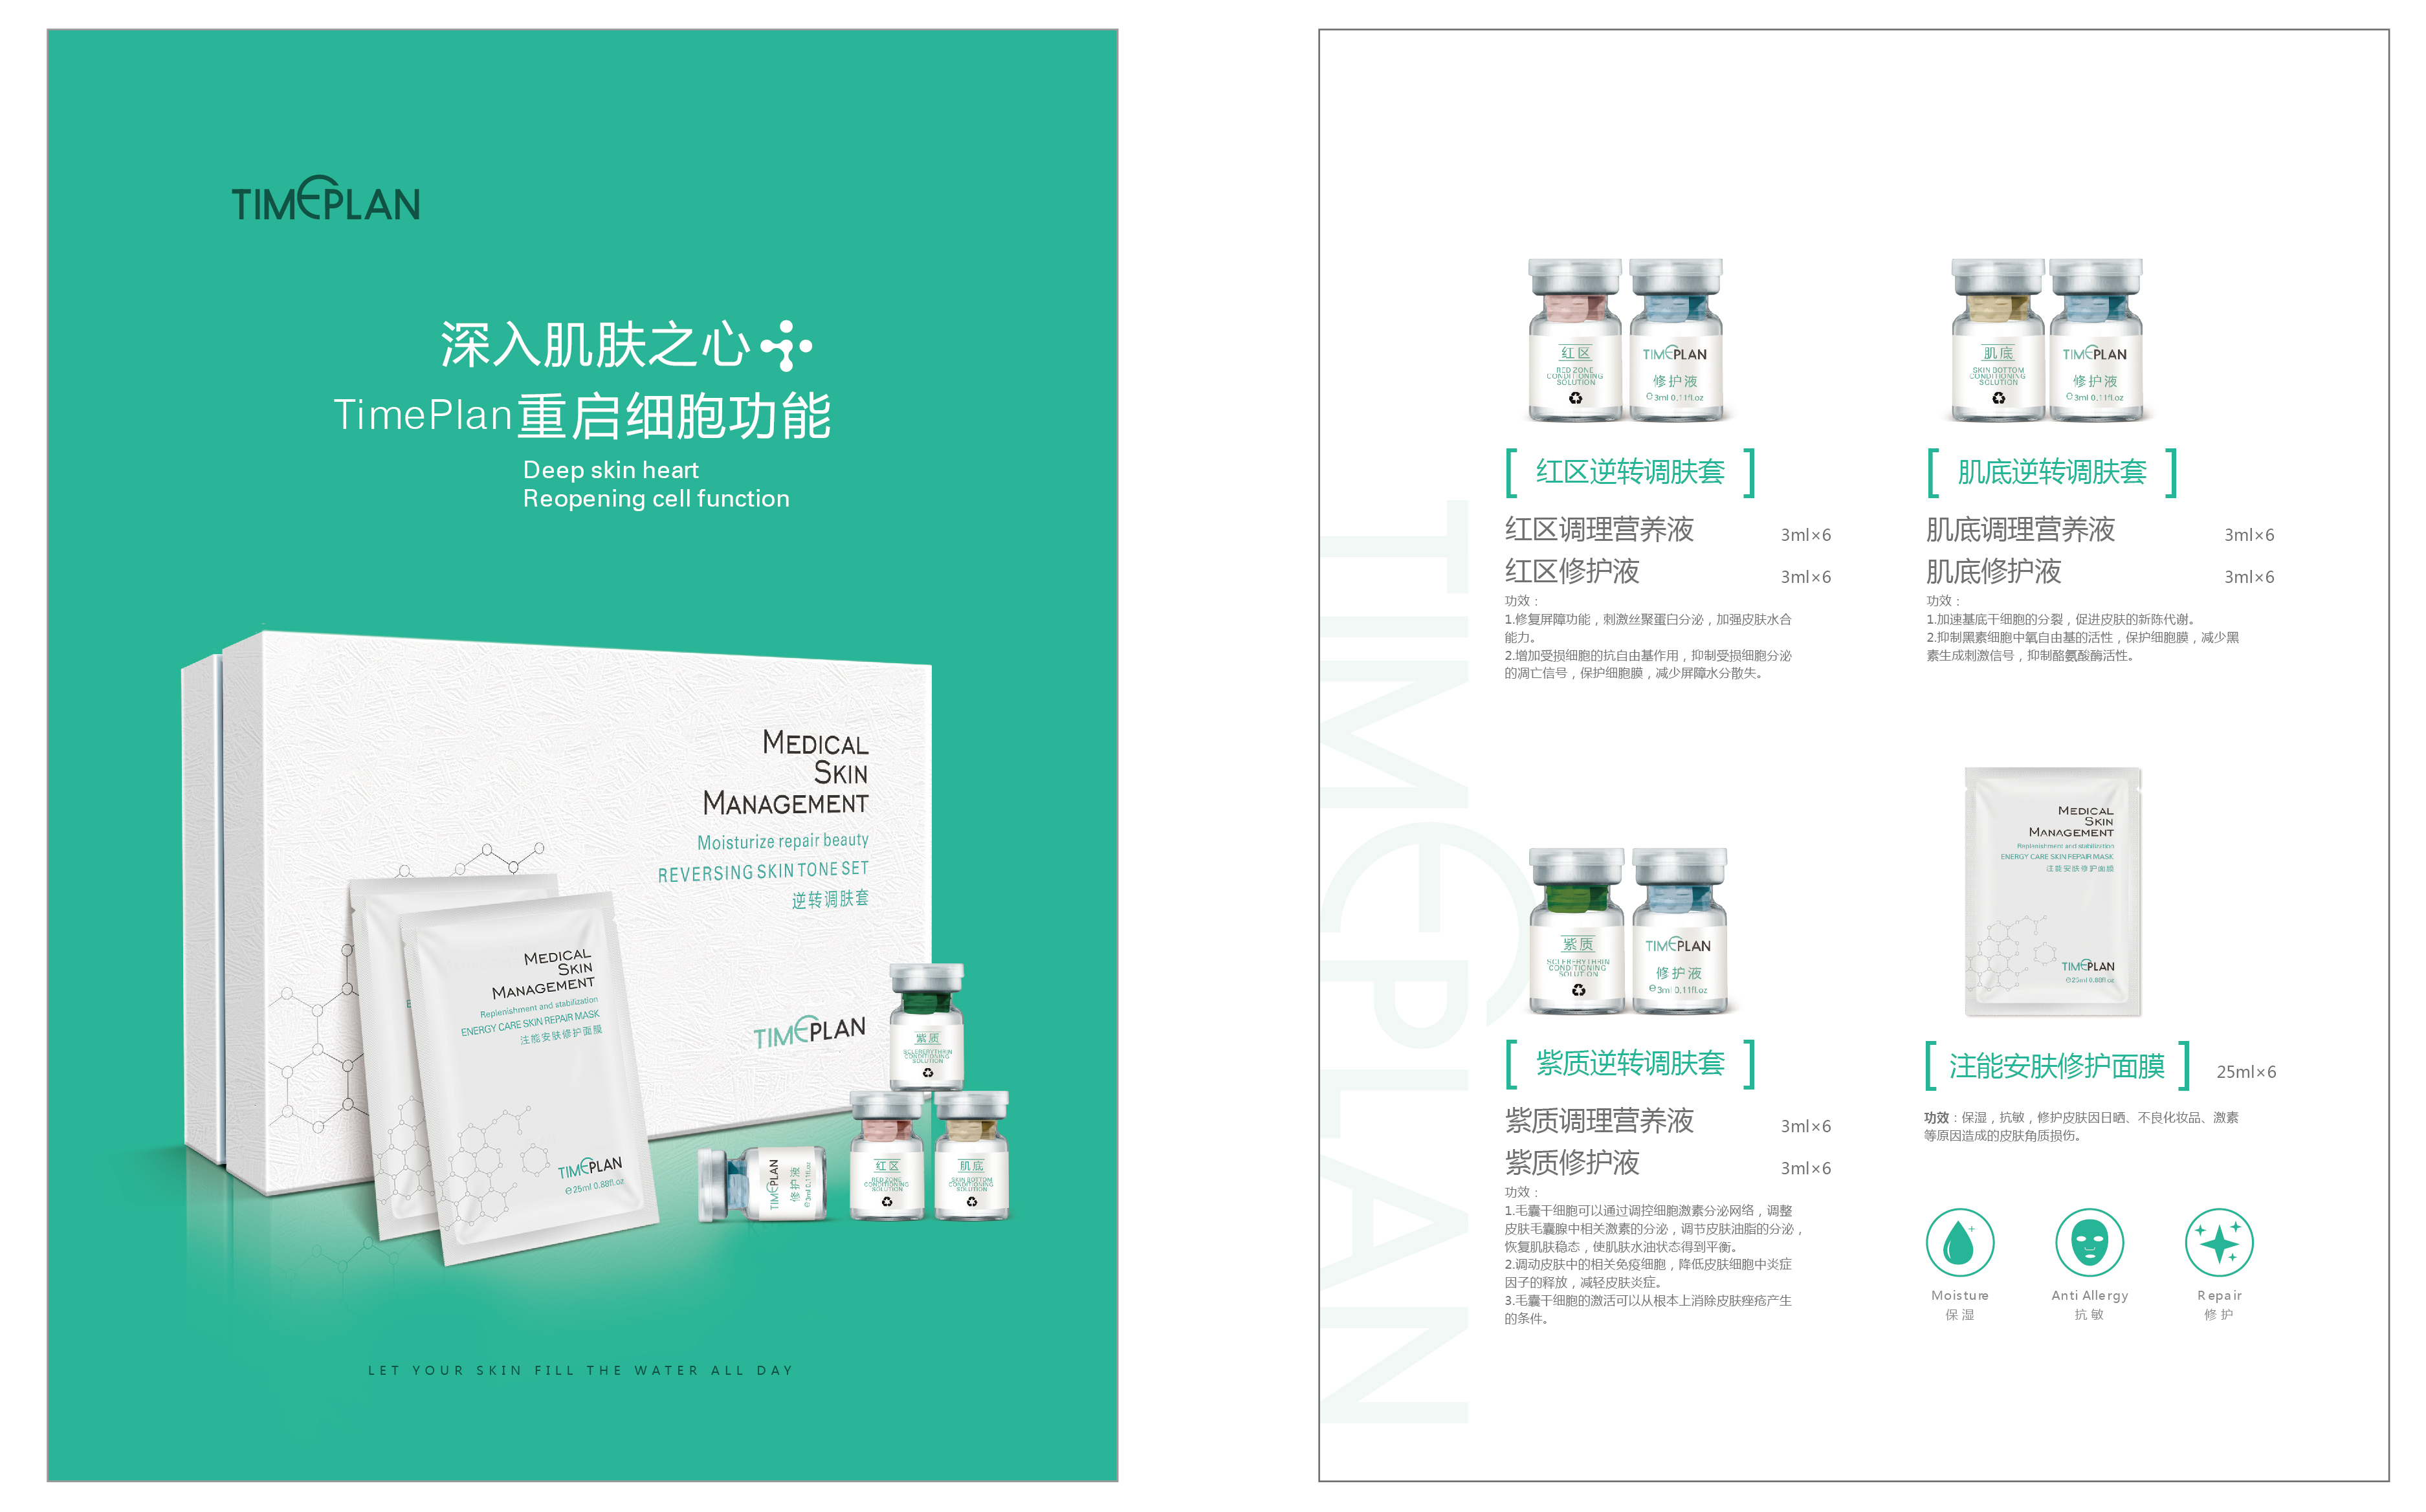 TIMEPLAN
深入肌肤之心
TimePlan重启细胞功能
Deep skin heart
Reopening cell function
MEDICAL
SKIN
MANAGEMENT
Moisturize repair beauty
REVERSING SKIN TONE SET
逆转调肤套
TIMEPLAN
MEDICAL
SKIN
MANAGEMENT
Replenishment and stabilization
ENERGY CARE SKIN REPAIR MASK
注能安肤修护面膜
TIMEPLAN
℮25ml 0.88fl.oz
紫质
SCLERERYTHRIN
CONDITIONING
SOLUTION
TIMEPLAN
修护液
℮3ml 0.11fl.oz
红区
RED ZONE
CONDITIONING
SOLUTION
肌底
SKIN BOTTOM
CONDITIONING
SOLUTION
LET YOUR SKIN FILL THE WATER ALL DAY
TIMEPLAN
红区
RED ZONE
CONDITIONING
SOLUTION
TIMEPLAN
修护液
℮3ml 0.11fl.oz
[ 红区逆转调肤套 ]
红区调理营养液 3ml×6
红区修护液 3ml×6
功效：
1.修复屏障功能，刺激丝聚蛋白分泌，加强皮肤水合
能力。
2.增加受损细胞的抗自由基作用，抑制受损细胞分泌
的凋亡信号，保护细胞膜，减少屏障水分散失。
肌底
SKIN BOTTOM
CONDITIONING
SOLUTION
TIMEPLAN
修护液
℮3ml 0.11fl.oz
[ 肌底逆转调肤套 ]
肌底调理营养液 3ml×6
肌底修护液 3ml×6
功效：
1.加速基底干细胞的分裂，促进皮肤的新陈代谢。
2.抑制黑素细胞中氧自由基的活性，保护细胞膜，减少黑
素生成刺激信号，抑制酪氨酸酶活性。
紫质
SCLERERYTHRIN
CONDITIONING
SOLUTION
TIMEPLAN
修护液
℮3ml 0.11fl.oz
[ 紫质逆转调肤套 ]
紫质调理营养液 3ml×6
紫质修护液 3ml×6
功效：
1.毛囊干细胞可以通过调控细胞激素分泌网络，调整
皮肤毛囊腺中相关激素的分泌，调节皮肤油脂的分泌，
恢复肌肤稳态，使肌肤水油状态得到平衡。
2.调动皮肤中的相关免疫细胞，降低皮肤细胞中炎症
因子的释放，减轻皮肤炎症。
3.毛囊干细胞的激活可以从根本上消除皮肤痤疮产生
的条件。
MEDICAL
SKIN
MANAGEMENT
Replenishment and stabilization
ENERGY CARE SKIN REPAIR MASK
注能安肤修护面膜
TIMEPLAN
℮25ml 0.88fl.oz
[ 注能安肤修护面膜 ] 25ml×6
功效：保湿，抗敏，修护皮肤因日晒、不良化妆品、激素
等原因造成的皮肤角质损伤。
Moisture
保湿
Anti Allergy
抗敏
Repair
修护